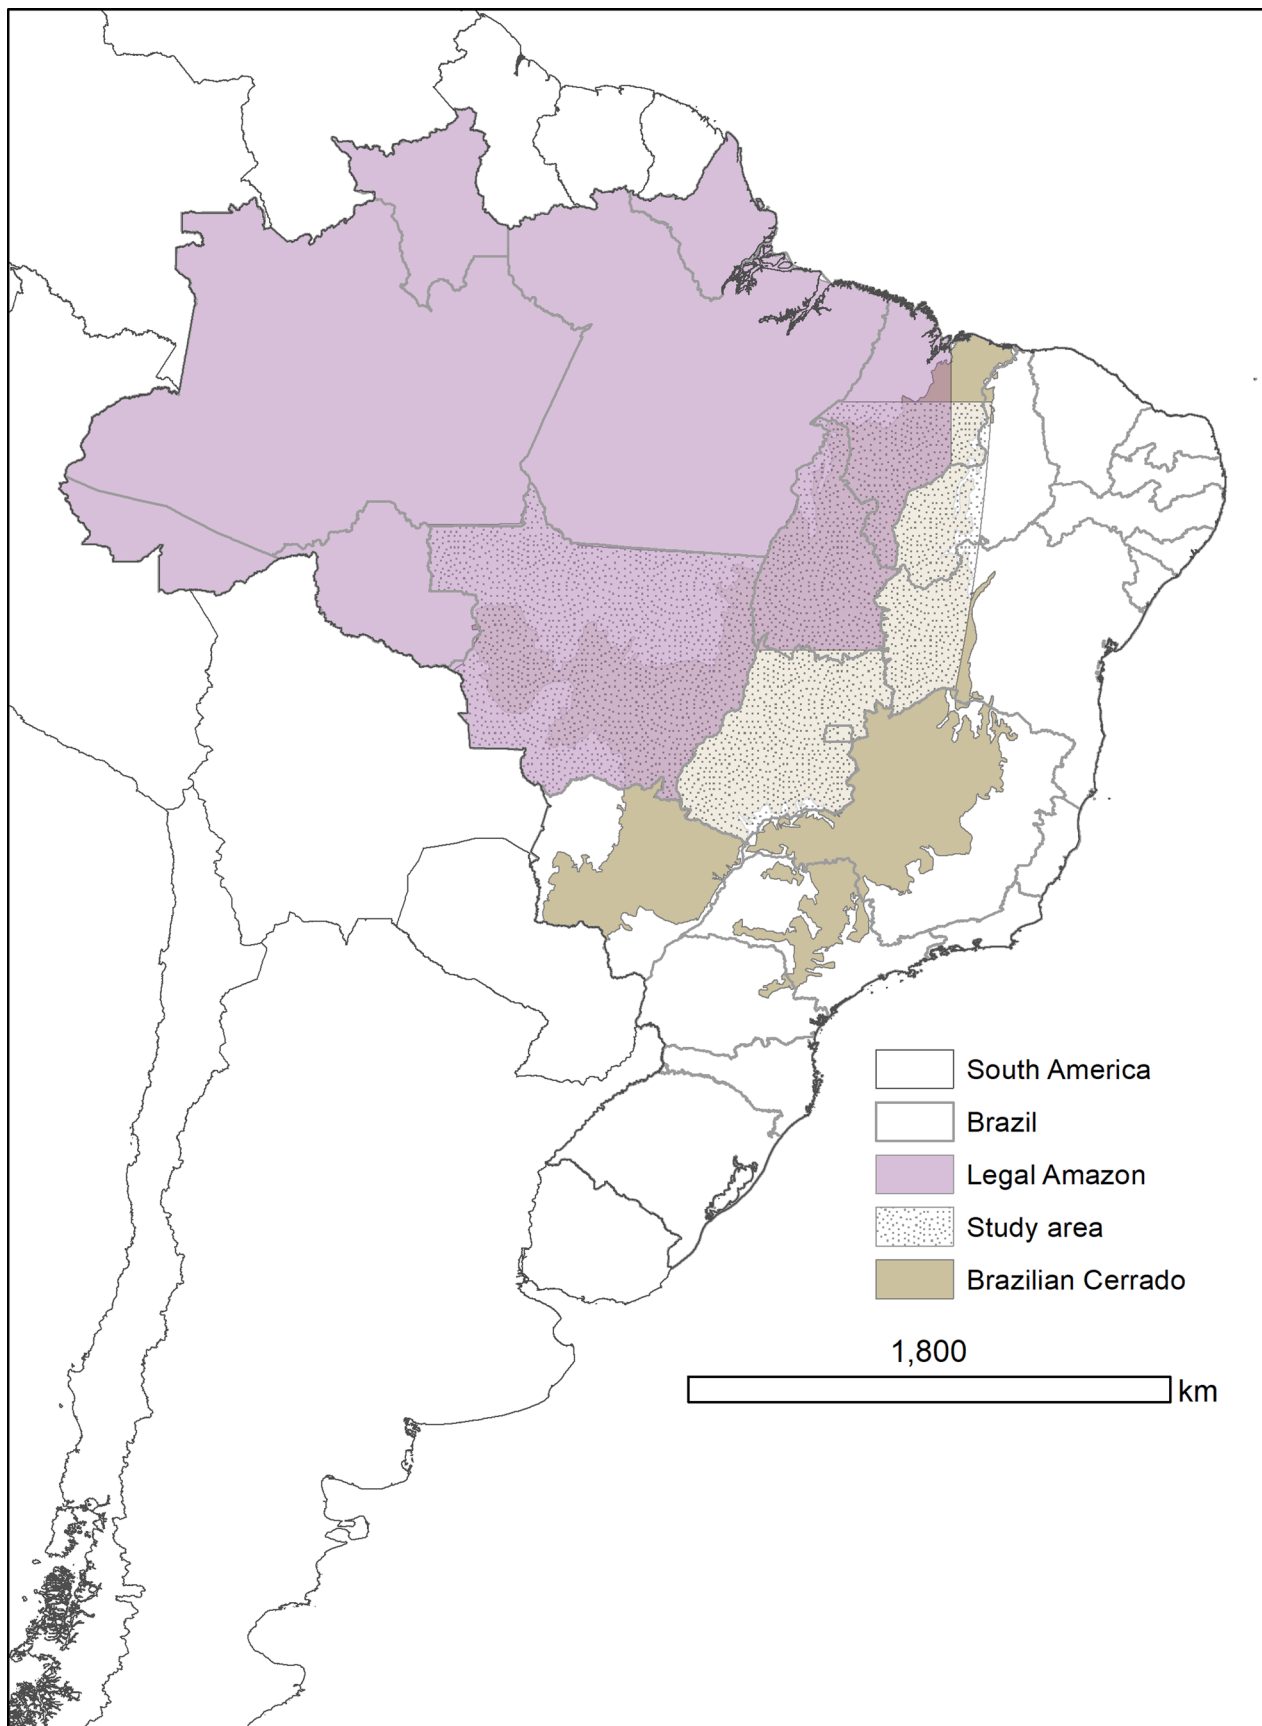 South America
Brazil
Legal Amazon
Study area
Brazilian Cerrado
1,800
km